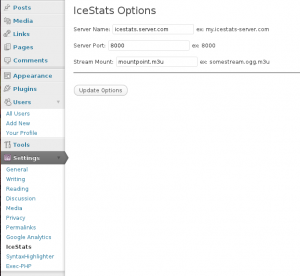 Posts
Media
Links
Pages
Comments
Appearance
Plugins
Users
All Users
Add New
Your Profile
Tools
Settings
General
Writing
Reading
Discussion
Media
Privacy
Permalinks
Google Analytics
IceStats
SyntaxHighlighter
Exec-PHP
IceStats Options
Server Name: icestats.server.com ex: my.icestats-server.com
Server Port: 8000 ex: 8000
Stream Mount: mountpoint.m3u ex: somestream.ogg.m3u
Update Options